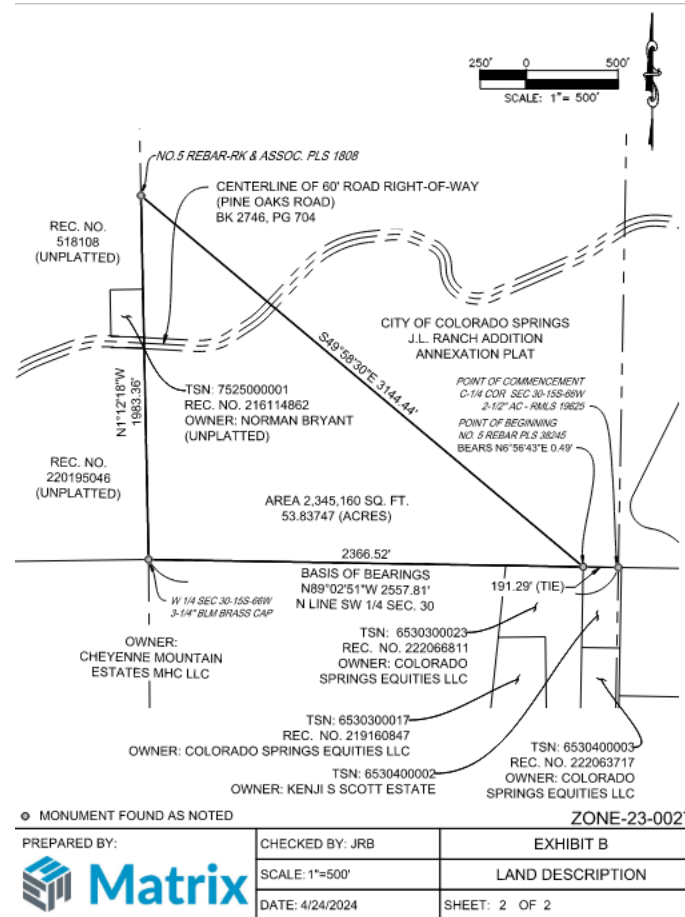 250' 0 500'
SCALE: 1"= 500'
NO.5 REBAR-RK & ASSOC. PLS 1808
CENTERLINE OF 60' ROAD RIGHT-OF-WAY
(PINE OAKS ROAD)
BK 2746, PG 704
REC. NO.
518108
(UNPLATTED)
CITY OF COLORADO SPRINGS
J.L. RANCH ADDITION
ANNEXATION PLAT
S49°58'30"E 3144.44'
POINT OF COMMENCEMENT
C-1/4 COR SEC 30-15S-66W
2-1/2" AC - RMLS 19625
POINT OF BEGINNING
NO. 5 REBAR PLS 38245
BEARS N6°56'43"E 0.49'
N1°12'18"W
1983.36'
TSN: 7525000001
REC. NO. 216114862
OWNER: NORMAN BRYANT
(UNPLATTED)
REC. NO.
220195046
(UNPLATTED)
AREA 2,345,160 SQ. FT.
53.83747 (ACRES)
2366.52'
BASIS OF BEARINGS
N89°02'51"W 2557.81'
N LINE SW 1/4 SEC. 30
191.29' (TIE)
W 1/4 SEC 30-15S-66W
3-1/4" BLM BRASS CAP
OWNER:
CHEYENNE MOUNTAIN
ESTATES MHC LLC
TSN: 6530300023
REC. NO. 222066811
OWNER: COLORADO
SPRINGS EQUITIES LLC
TSN: 6530300017
REC. NO. 219160847
OWNER: COLORADO SPRINGS EQUITIES LLC
TSN: 6530400002
OWNER: KENJI S SCOTT ESTATE
TSN: 6530400003
REC. NO. 222063717
OWNER: COLORADO
SPRINGS EQUITIES LLC
MONUMENT FOUND AS NOTED
ZONE-23-0027
PREPARED BY:
Matrix
CHECKED BY: JRB
SCALE: 1"=500'
DATE: 4/24/2024
EXHIBIT B
LAND DESCRIPTION
SHEET: 2 OF 2